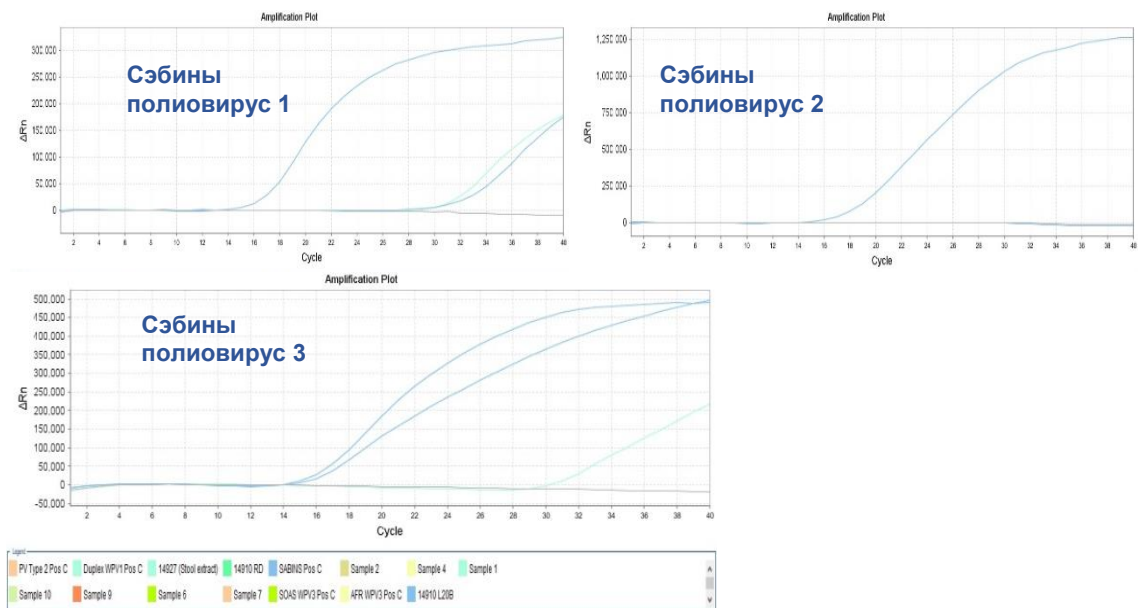 Amplification Plot
300.000
250.000
200.000
150.000
100.000
50.000
0
ΔRn
Сэбины
полиовирус 1
2 4 6 8 10 12 14 16 18 20 22 24 26 28 30 32 34 36 38 40
Cycle
Amplification Plot
1,250.000
1,000.000
750.000
500.000
250.000
0
ΔRn
Сэбины
полиовирус 2
2 4 6 8 10 12 14 16 18 20 22 24 26 28 30 32 34 36 38 40
Cycle
Amplification Plot
500.000
450.000
400.000
350.000
300.000
250.000
200.000
150.000
100.000
50.000
0
-50.000
ΔRn
Сэбины
полиовирус 3
2 4 6 8 10 12 14 16 18 20 22 24 26 28 30 32 34 36 38 40
Cycle
Legend
PV Type 2 Pos C Duplex WPV1 Pos C 14927 (Stool extract) 14910 RD SABINS Pos C Sample 2 Sample 4 Sample 1
Sample 10 Sample 9 Sample 6 Sample 7 SOAS WPV3 Pos C AFR WPV3 Pos C 14910 L20B